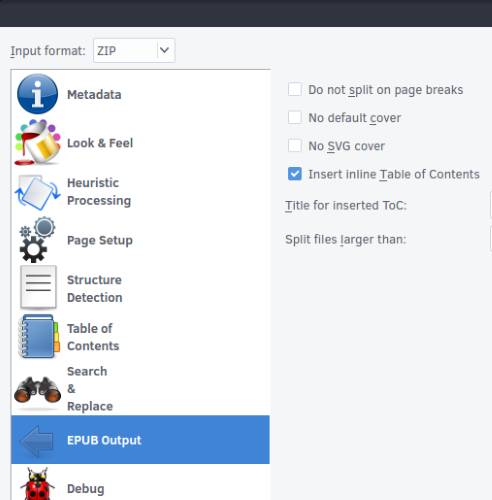 Input format: ZIP
Metadata
Look & Feel
Heuristic
Processing
Page Setup
Structure
Detection
Table of
Contents
Search
&
Replace
EPUB Output
Debug
Do not split on page breaks
No default cover
No SVG cover
Insert inline Table of Contents
Title for inserted ToC:
Split files larger than: